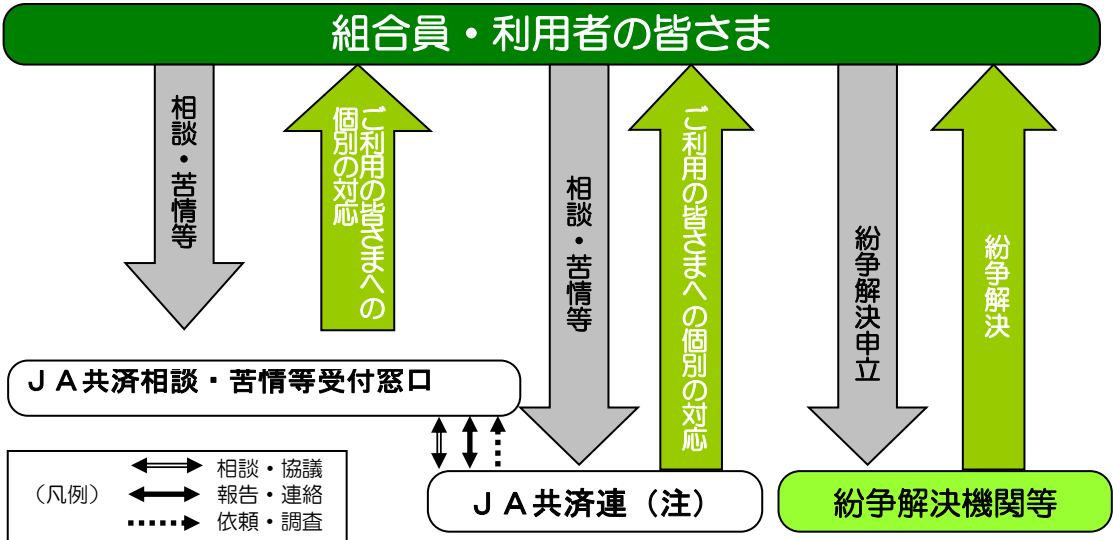 組合員・利用者の皆さま
相談・苦情等
ご利用の皆さまへの
個別の対応
相談・苦情等
ご利用の皆さまへの個別の対応
紛争解決申立
紛争解決
ＪＡ共済相談・苦情等受付窓口
（凡例）
相談・協議
報告・連絡
依頼・調査
ＪＡ共済連（注）
紛争解決機関等